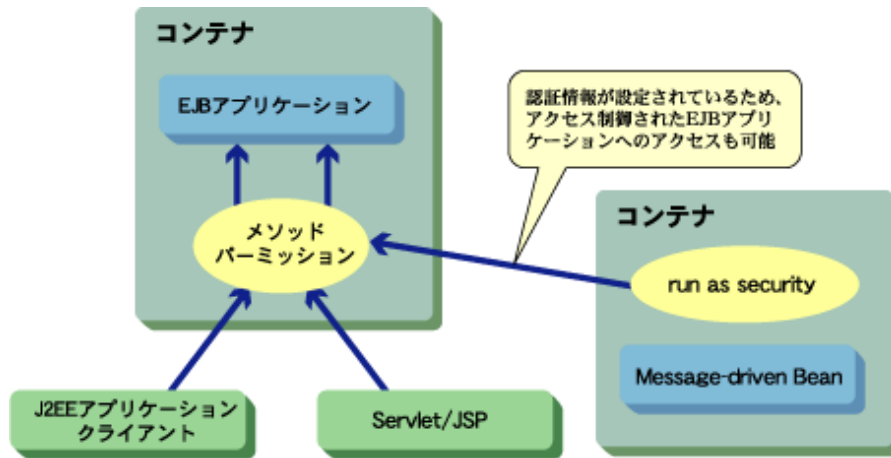 コンテナ
EJBアプリケーション
認証情報が設定されているため、
アクセス制御されたEJBアプリ
ケーションへのアクセスも可能
メソッド
パーミッション
コンテナ
run as security
Message-driven Bean
J2EEアプリケーション
クライアント
Servlet/JSP